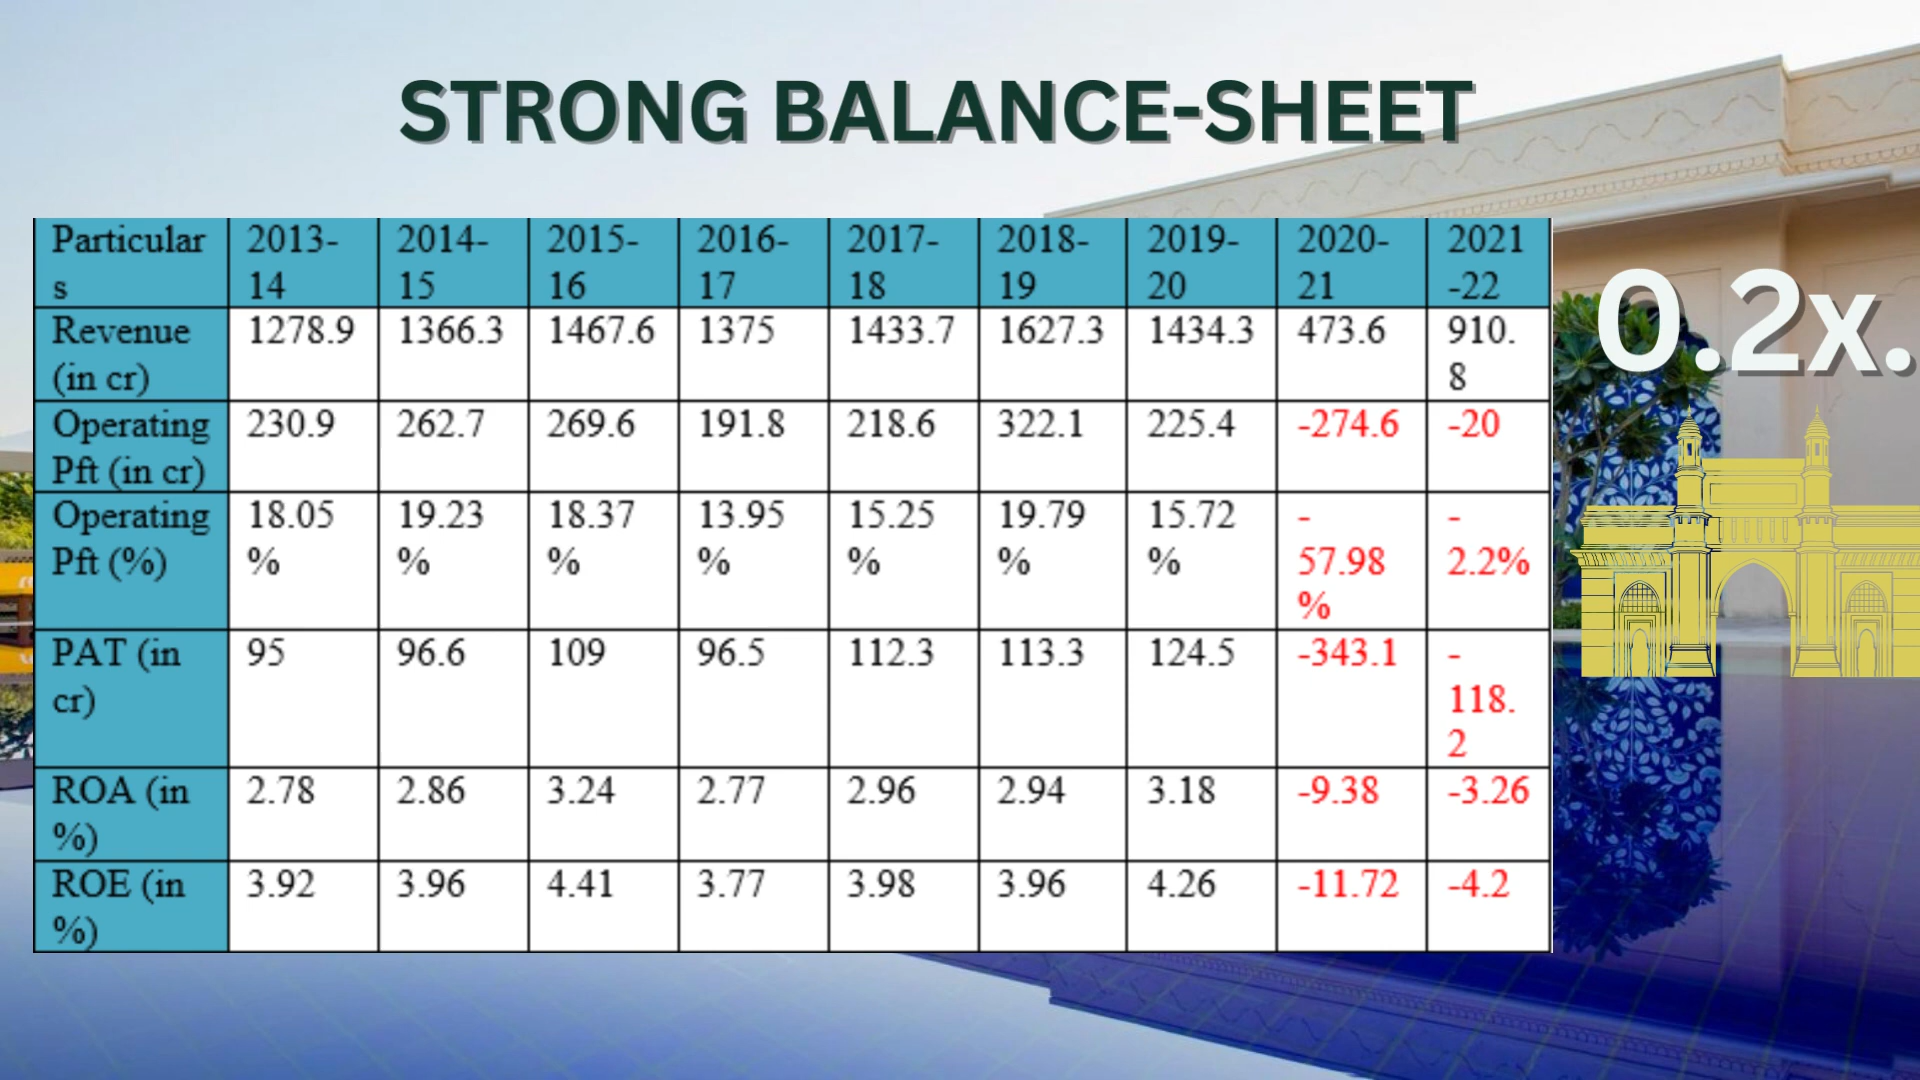 STRONG BALANCE-SHEET
Particulars 2013-14 2014-15 2015-16 2016-17 2017-18 2018-19 2019-20 2020-21 2021-22
Revenue (in cr) 1278.9 1366.3 1467.6 1375 1433.7 1627.3 1434.3 473.6 910.8
Operating Pft (in cr) 230.9 262.7 269.6 191.8 218.6 322.1 225.4 -274.6 -20
Operating Pft (%) 18.05% 19.23% 18.37% 13.95% 15.25% 19.79% 15.72% -57.98% -2.2%
PAT (in cr) 95 96.6 109 96.5 112.3 113.3 124.5 -343.1 -118.2
ROA (in %) 2.78 2.86 3.24 2.77 2.96 2.94 3.18 -9.38 -3.26
ROE (in %) 3.92 3.96 4.41 3.77 3.98 3.96 4.26 -11.72 -4.2
0.2x.